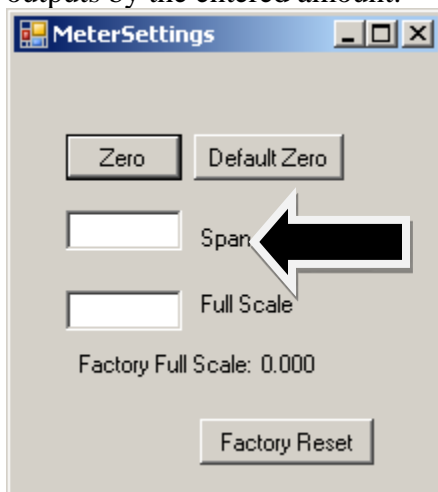 outputs by the entered amount.
MeterSettings
Zero Default Zero
Span
Full Scale
Factory Full Scale: 0.000
Factory Reset